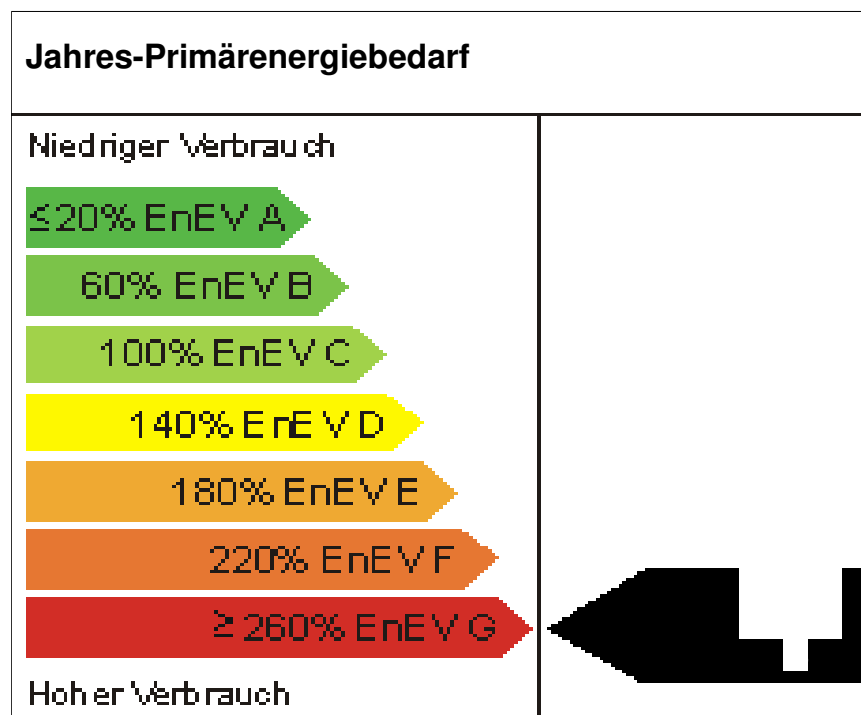 Jahres-Primärenergiebedarf
Niedriger Verbrauch
≤20% EnEV A
60% EnEV B
100% EnEV C
140% EnEV D
180% EnEV E
220% EnEV F
≥260% EnEV G
Hoher Verbrauch